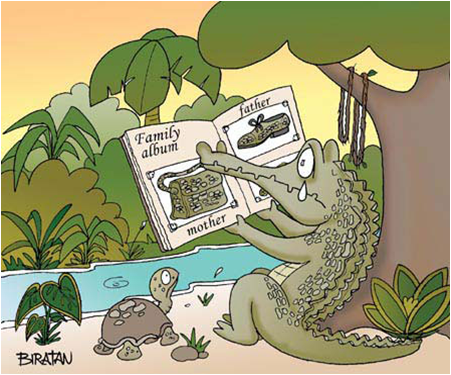 Family
album
mother
father
BIRATAN